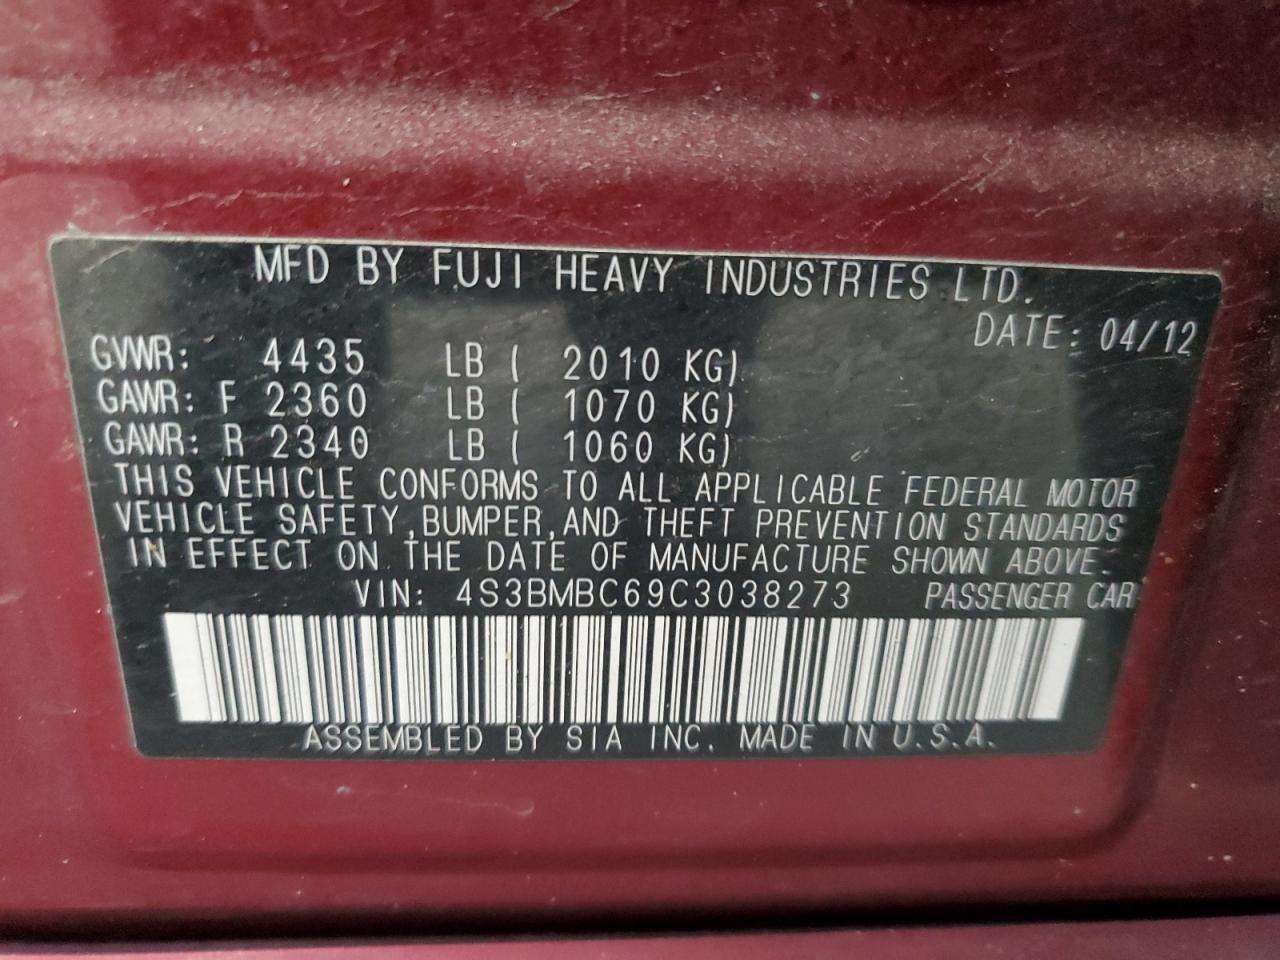 MFD BY FUJI HEAVY INDUSTRIES LTD.
DATE: 04/12
GVWR: 4435 LB ( 2010 KG)
GAWR: F 2360 LB ( 1070 KG)
GAWR: R 2340 LB ( 1060 KG)
THIS VEHICLE CONFORMS TO ALL APPLICABLE FEDERAL MOTOR
VEHICLE SAFETY,BUMPER,AND THEFT PREVENTION STANDARDS
IN EFFECT ON THE DATE OF MANUFACTURE SHOWN ABOVE.
VIN: 4S3BMBC69C3038273 PASSENGER CAR
ASSEMBLED BY SIA INC. MADE IN U.S.A.